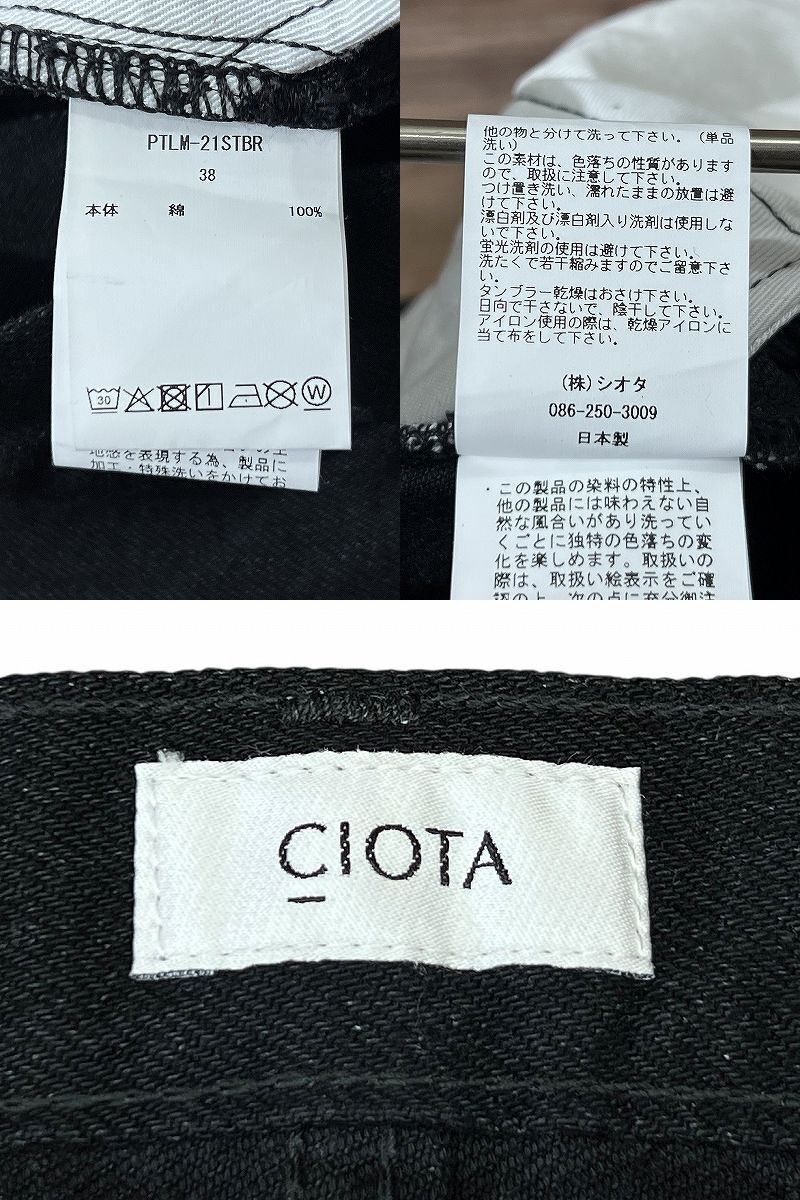 PTLM-21STBR
38
本体 綿 100%
30
W
地感を表現する為、製品に
加工・特殊洗いをかけてお
他の物と分けて洗って下さい。（単品
洗い）
この素材は、色落ちの性質があります
ので、取扱に注意して下さい。
つけ置き洗い、濡れたままの放置は避
けて下さい。
漂白剤及び漂白剤入り洗剤は使用しな
いで下さい。
蛍光洗剤の使用は避けて下さい。
洗たくで若干縮みますのでご留意下さ
い。
タンブラー乾燥はおさけ下さい。
日向で干さないで、陰干して下さい。
アイロン使用の際は、乾燥アイロンに
当て布をして下さい。
（株）シオタ
086-250-3009
日本製
・この製品の染料の特性上、
他の製品には味わえない自
然な風合いがあり洗ってい
くごとに独特の色落ちの変
化を楽しめます。取扱いの
際は、取扱い絵表示をご確
認の上、次の点に充分御注
CIOTA